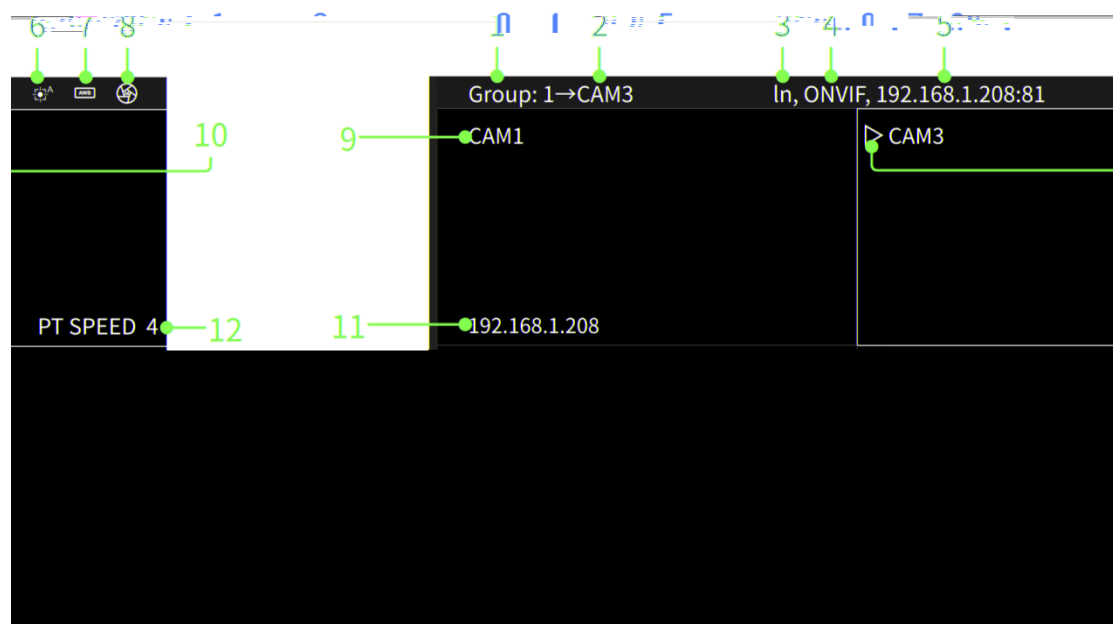 6 7 8 1 2 3 4 5
AWB A Group: 1→CAM3 ln, ONVIF, 192.168.1.208:81
10 9 CAM1 CAM3
PT SPEED 4 12 11 192.168.1.208